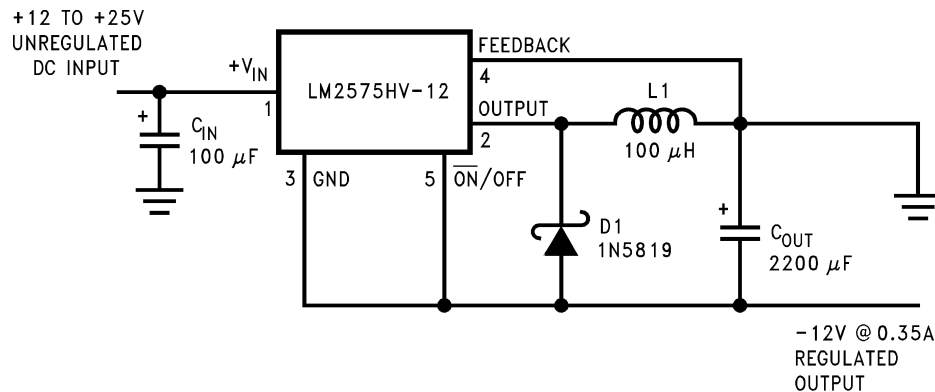 +12 TO +25V
UNREGULATED
DC INPUT
+V_IN
1
+
C_IN
100 μF
LM2575HV-12
FEEDBACK
4
OUTPUT
2
L1
100 μH
3 GND
5 O̅N̅/OFF
D1
1N5819
+
C_OUT
2200 μF
-12V @ 0.35A
REGULATED
OUTPUT